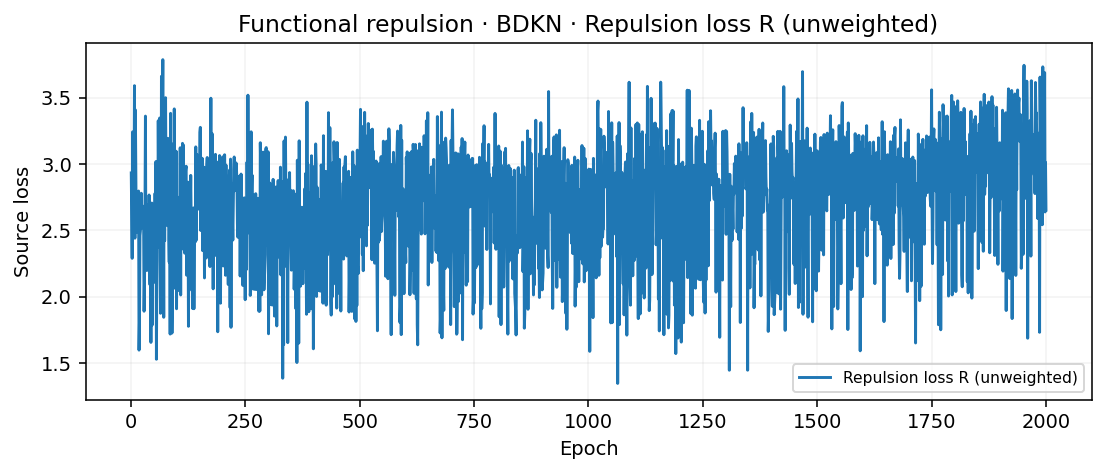 Functional repulsion · BDKN · Repulsion loss R (unweighted)
Source loss
3.5
3.0
2.5
2.0
1.5
Repulsion loss R (unweighted)
0 250 500 750 1000 1250 1500 1750 2000
Epoch